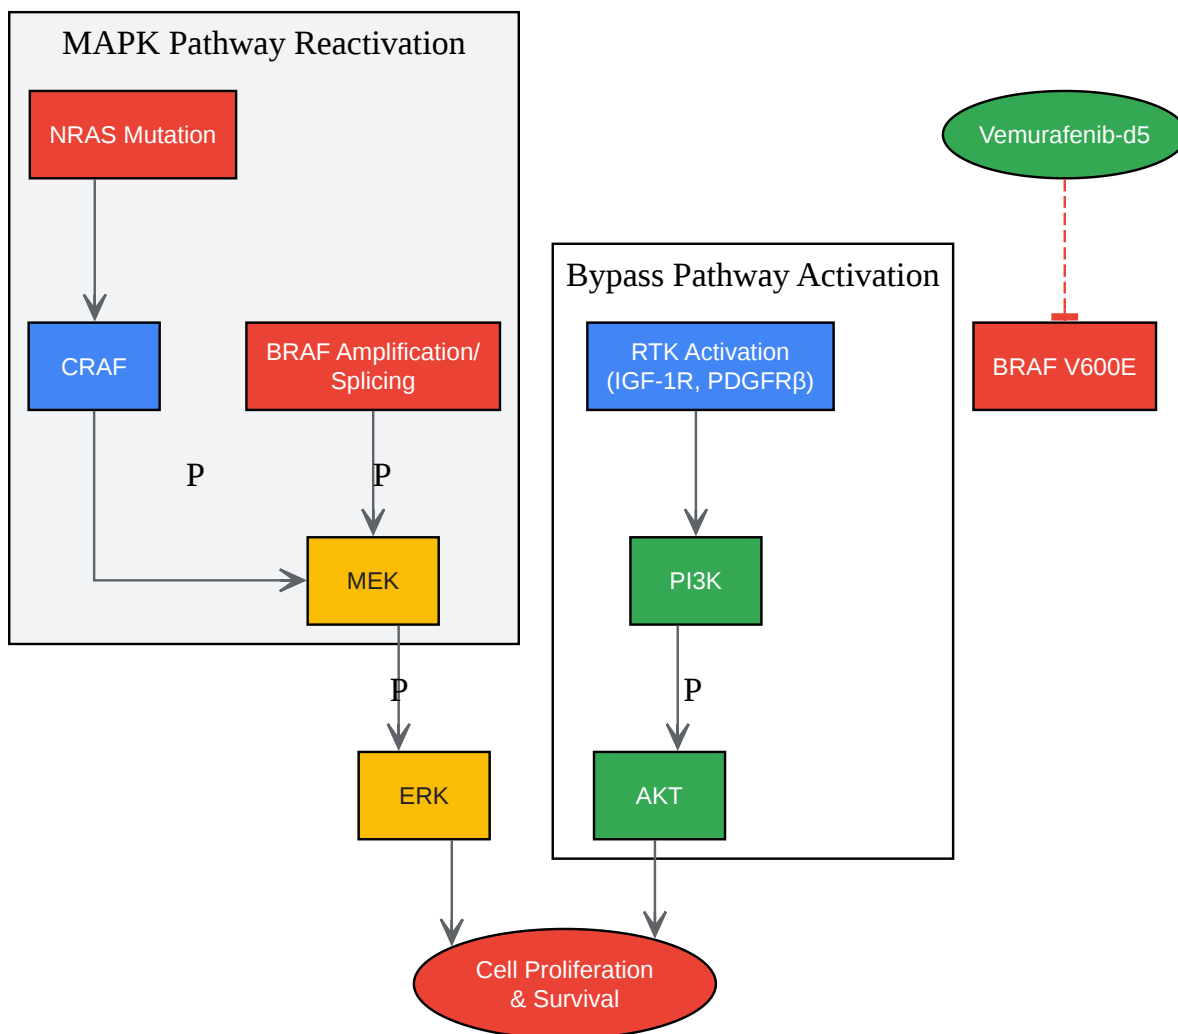 MAPK Pathway Reactivation
NRAS Mutation
Vemurafenib-d5
Bypass Pathway Activation
CRAF
BRAF Amplification/
Splicing
RTK Activation
(IGF-1R, PDGFRβ)
BRAF V600E
P
P
MEK
PI3K
P
P
ERK
AKT
Cell Proliferation
& Survival